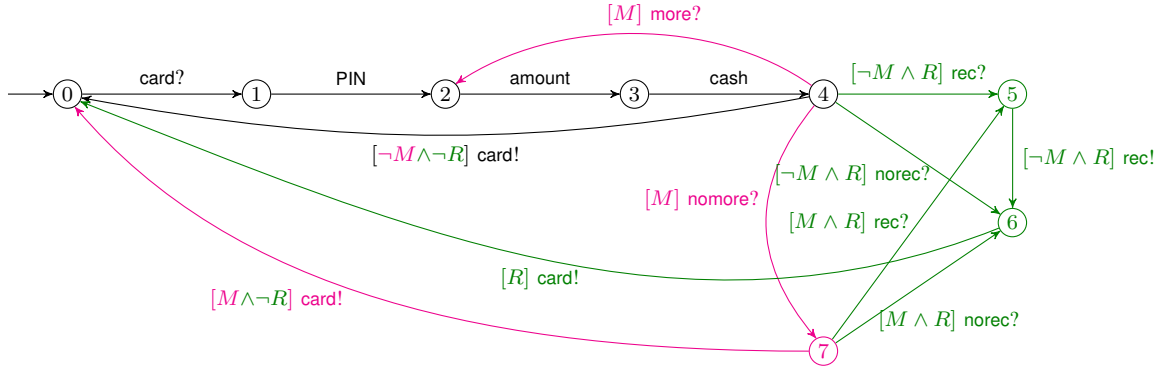 [M] more?
card?
PIN
amount
cash
[¬M ∧ R] rec?
0
1
2
3
4
5
[¬M∧¬R] card!
[¬M ∧ R] rec!
[¬M ∧ R] norec?
[M] nomore?
[M ∧ R] rec?
6
[R] card!
[M∧¬R] card!
[M ∧ R] norec?
7